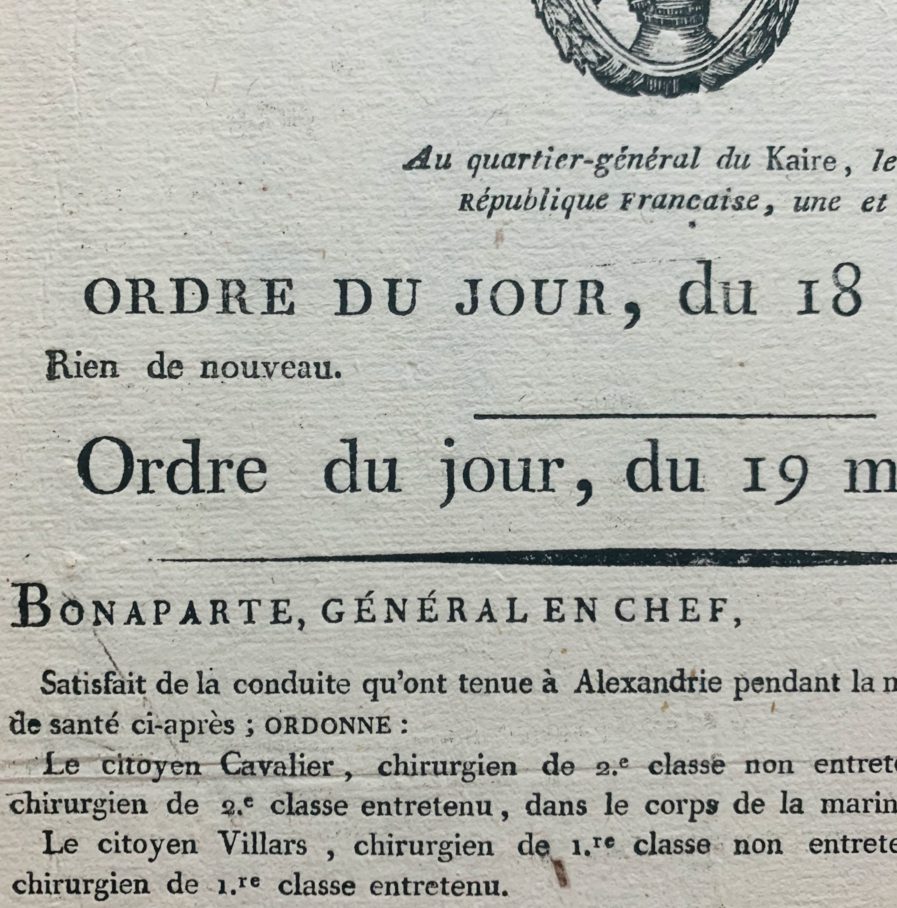 Au quartier-général du Kaire, le
République Française, une et
ORDRE DU JOUR, du 18
Rien de nouveau.
Ordre du jour, du 19 m
BONAPARTE, GÉNÉRAL EN CHEF,
Satisfait de la conduite qu'ont tenue à Alexandrie pendant la m
de santé ci-après ; ORDONNE :
Le citoyen Cavalier, chirurgien de 2.e classe non entrete
chirurgien de 2.e classe entretenu, dans le corps de la marin
Le citoyen Villars, chirurgien de 1.re classe non entrete
chirurgien de 1.re classe entretenu.